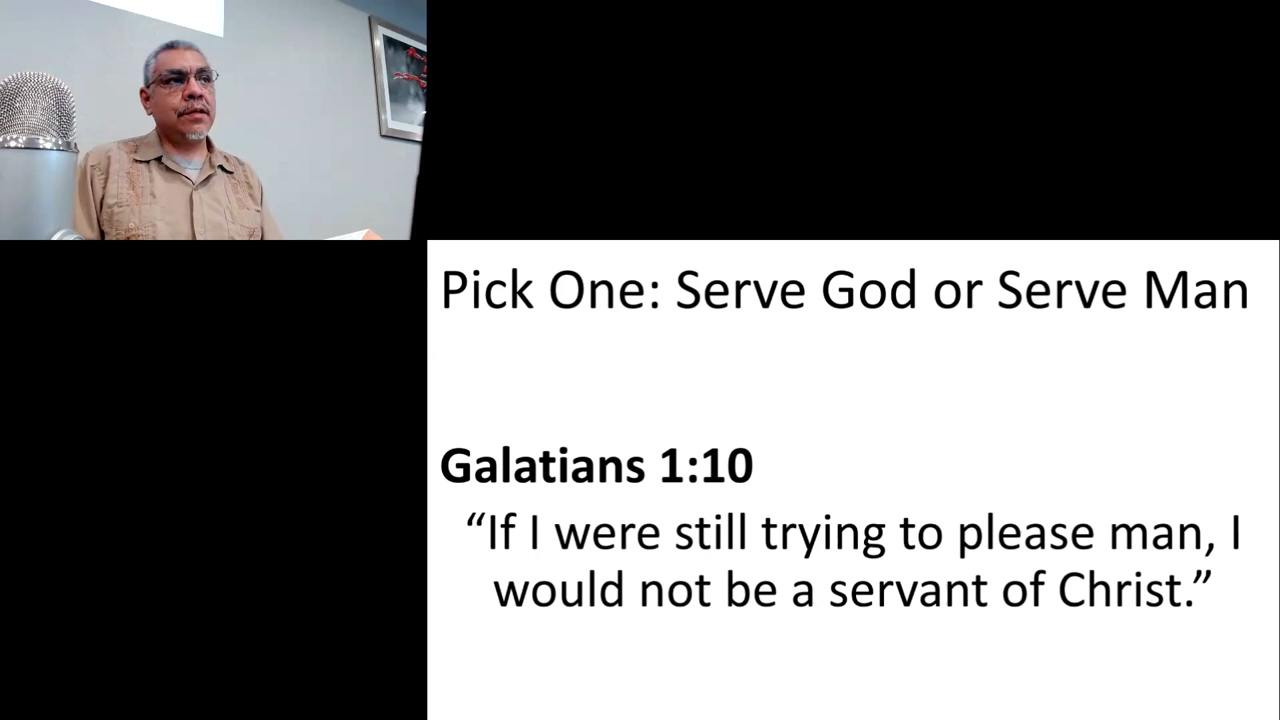 Pick One: Serve God or Serve Man
Galatians 1:10
“If I were still trying to please man, I
would not be a servant of Christ.”